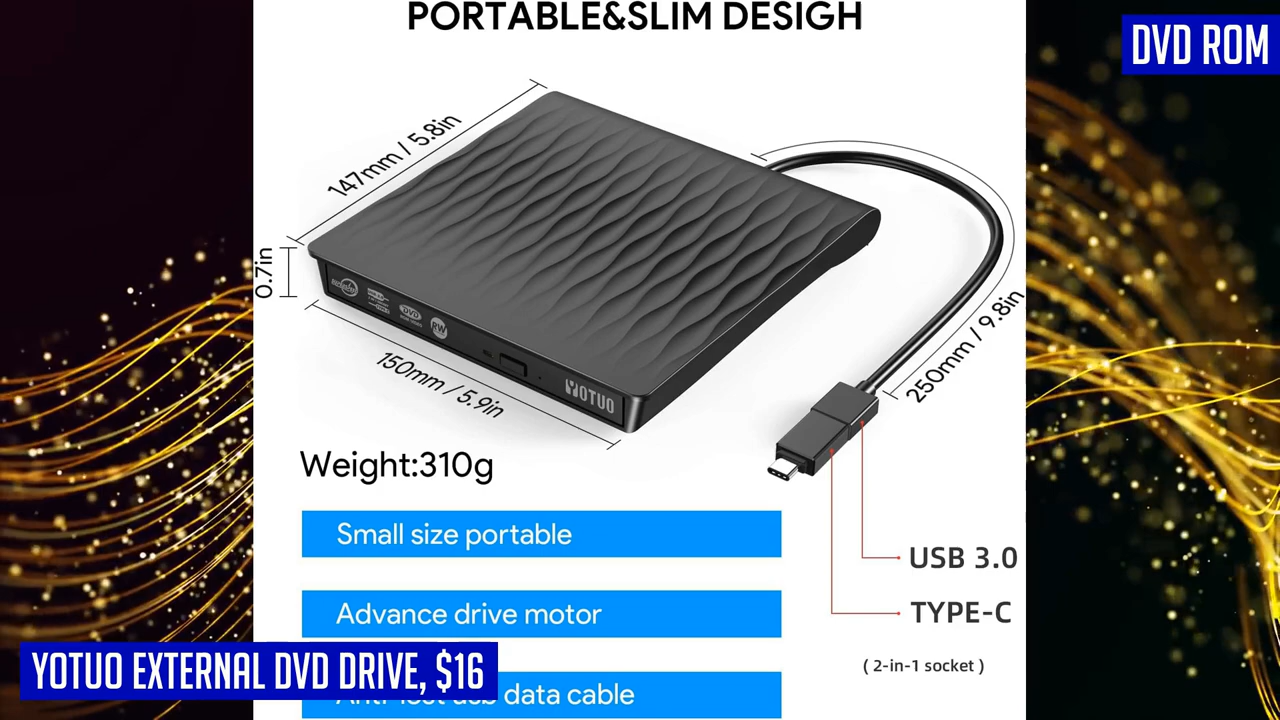 PORTABLE&SLIM DESIGH
DVD ROM
147mm / 5.8in
0.7in
DVD
RW
YOTUO
150mm / 5.9in
250mm / 9.8in
Weight:310g
Small size portable
Advance drive motor
USB 3.0
TYPE-C
( 2-in-1 socket )
YOTUO EXTERNAL DVD DRIVE, $16
data cable